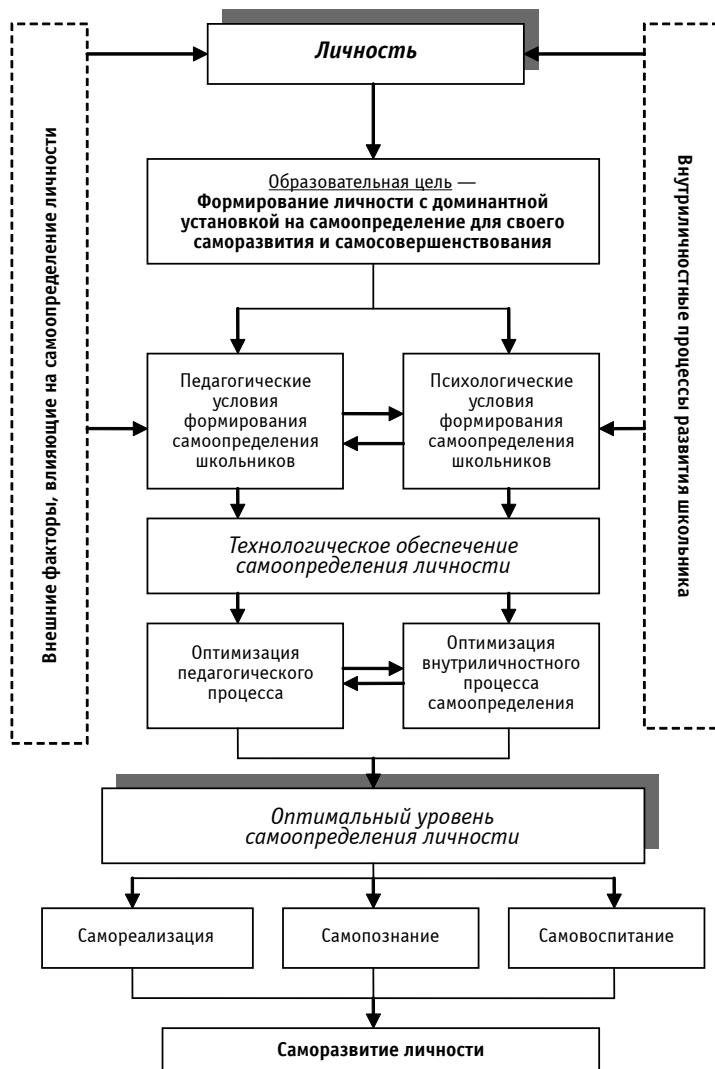 Личность
Внешние факторы, влияющие на самоопределение личности
Внутриличностные процессы развития школьника
Образовательная цель —
Формирование личности с доминантной
установкой на самоопределение для своего
саморазвития и самосовершенствования
Педагогические
условия
формирования
самоопределения
школьников
Психологические
условия
формирования
самоопределения
школьников
Технологическое обеспечение
самоопределения личности
Оптимизация
педагогического
процесса
Оптимизация
внутриличностного
процесса
самоопределения
Оптимальный уровень
самоопределения личности
Самореализация
Самопознание
Самовоспитание
Саморазвитие личности